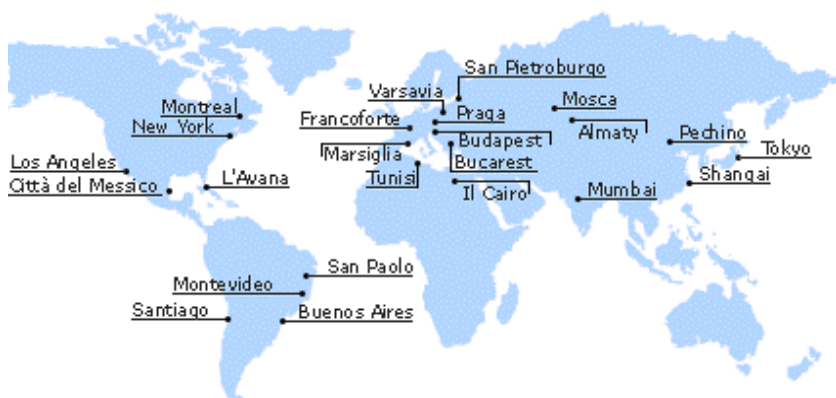 San Pietroburgo
Varsavia
Mosca
Montreal
Praga
Francoforte
New York
Almaty
Pechino
Budapest
Tokyo
Marsiglia
Los Angeles
Bucarest
Shangai
Tunisi
L'Avana
Città del Messico
Il Cairo
Mumbai
San Paolo
Montevideo
Santiago
Buenos Aires